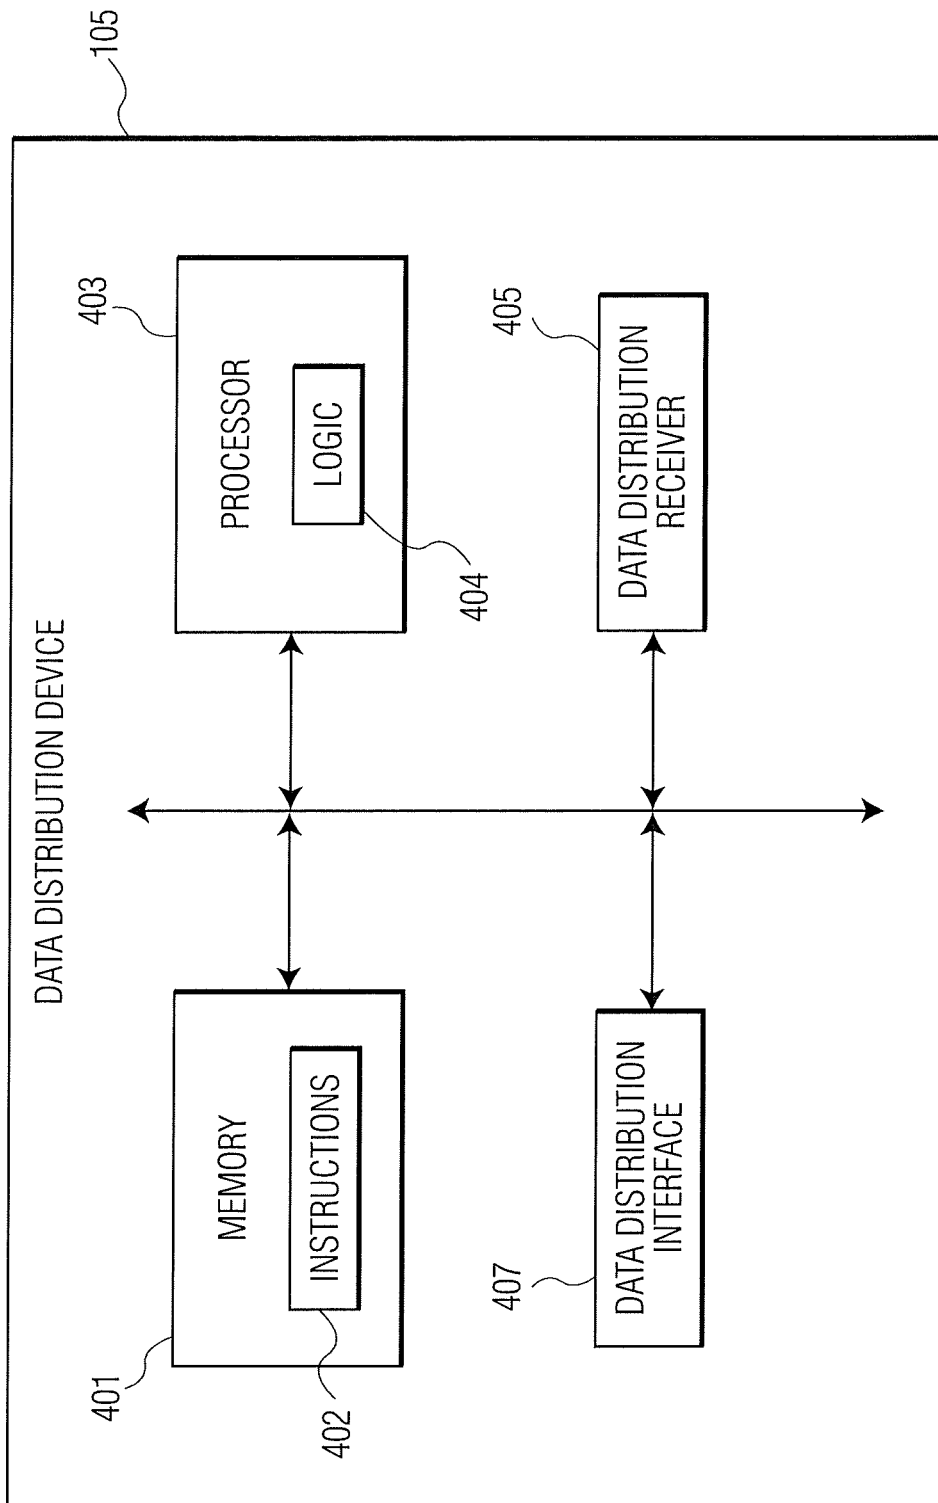 DATA DISTRIBUTION DEVICE
105
401
MEMORY
INSTRUCTIONS
402
403
PROCESSOR
LOGIC
404
407
DATA DISTRIBUTION
INTERFACE
405
DATA DISTRIBUTION
RECEIVER